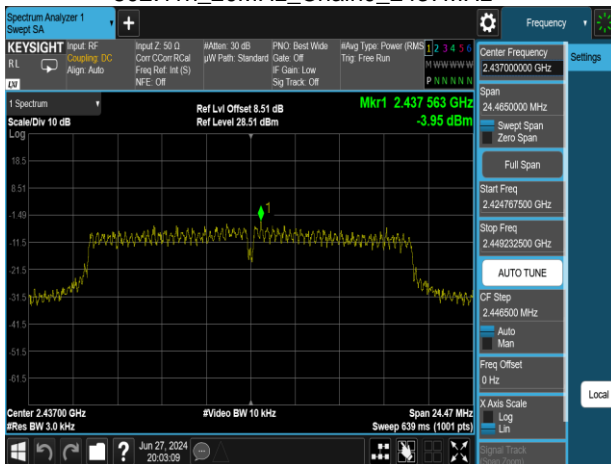 Spectrum Analyzer 1
Swept SA
+
Frequency
KEYSIGHT
RL
LXI
Input: RF
Coupling: DC
Align: Auto
Input Z: 50 Ω
Corr CCorr RCal
Freq Ref: Int (S)
NFE: Off
#Atten: 30 dB
µW Path: Standard
PNO: Best Wide
Gate: Off
IF Gain: Low
Sig Track: Off
#Avg Type: Power (RMS
Trig: Free Run
1 2 3 4 5 6
M W W W W W
P N N N N N
1 Spectrum
Scale/Div 10 dB
Log
Ref Lvl Offset 8.51 dB
Ref Level 28.51 dBm
Mkr1 2.437 563 GHz
-3.95 dBm
18.5
8.51
-1.49
-11.5
-21.5
-31.5
-41.5
-51.5
-61.5
1
Center 2.43700 GHz
#Res BW 3.0 kHz
#Video BW 10 kHz
Span 24.47 MHz
Sweep 639 ms (1001 pts)
Jun 27, 2024
20:03:09
?
Center Frequency
2.437000000 GHz
Span
24.4650000 MHz
Swept Span
Zero Span
Full Span
Start Freq
2.424767500 GHz
Stop Freq
2.449232500 GHz
AUTO TUNE
CF Step
2.446500 MHz
Auto
Man
Freq Offset
0 Hz
X Axis Scale
Log
Lin
Signal Track
(Span Zoom)
Settings
Local